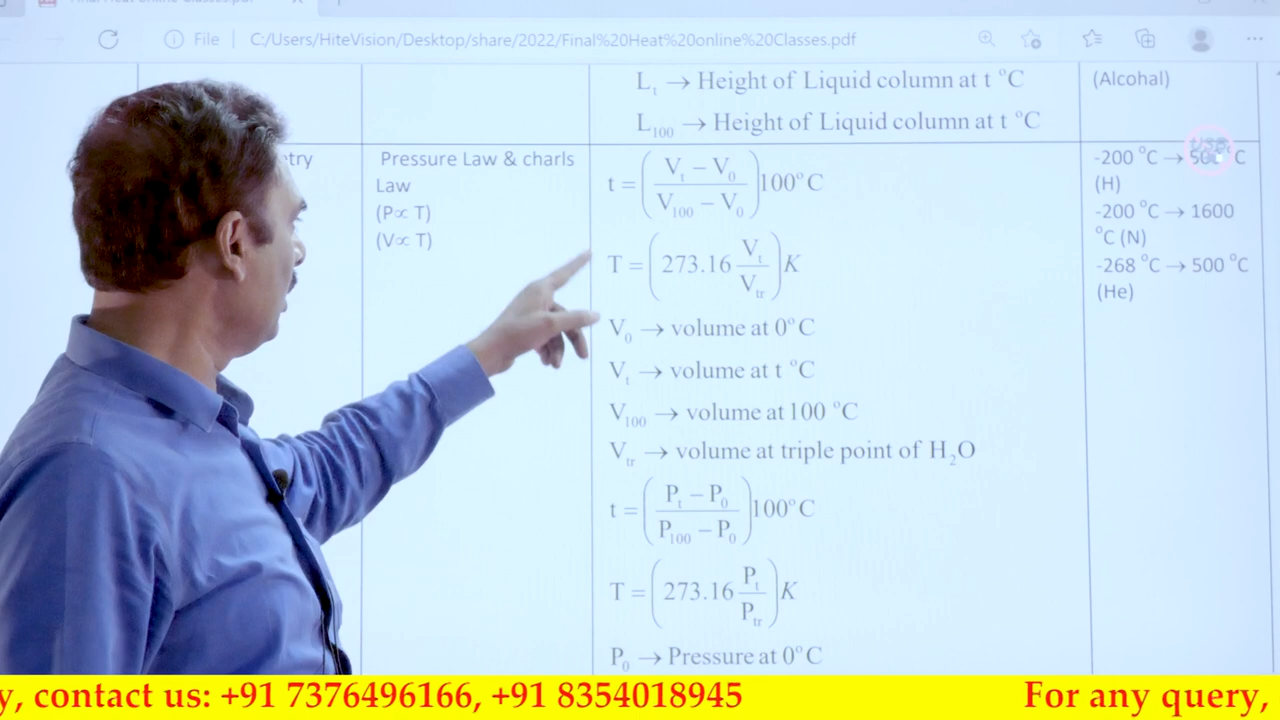 File | C:/Users/HiteVision/Desktop/share/2022/Final%20Heat%20online%20Classes.pdf
L_t → Height of Liquid column at t °C
(Alcohal)
L_100 → Height of Liquid column at t °C
try
Pressure Law & charls
Law
(P∝ T)
(V∝ T)
t = ( (V_t − V_0) / (V_100 − V_0) ) 100°C
T = ( 273.16 V_t / V_tr ) K
V_0 → volume at 0°C
V_t → volume at t °C
V_100 → volume at 100 °C
V_tr → volume at triple point of H_2O
t = ( (P_t − P_0) / (P_100 − P_0) ) 100°C
T = ( 273.16 P_t / P_tr ) K
P_0 → Pressure at 0°C
-200 °C → 500 °C
(H)
-200 °C → 1600
°C (N)
-268 °C → 500 °C
(He)
y, contact us: +91 7376496166, +91 8354018945
For any query,